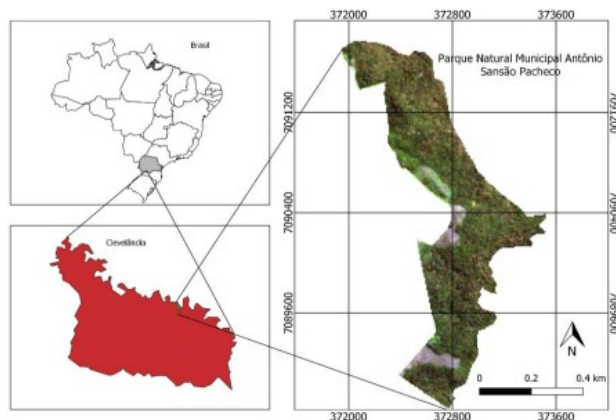 Brasil
Clevelândia
372000 372800 373600
Parque Natural Municipal Antônio
Sansão Pacheco
7091200 7091200
7090400 7090400
7089600 7089600
N
0 0.2 0.4 km
372000 372800 373600